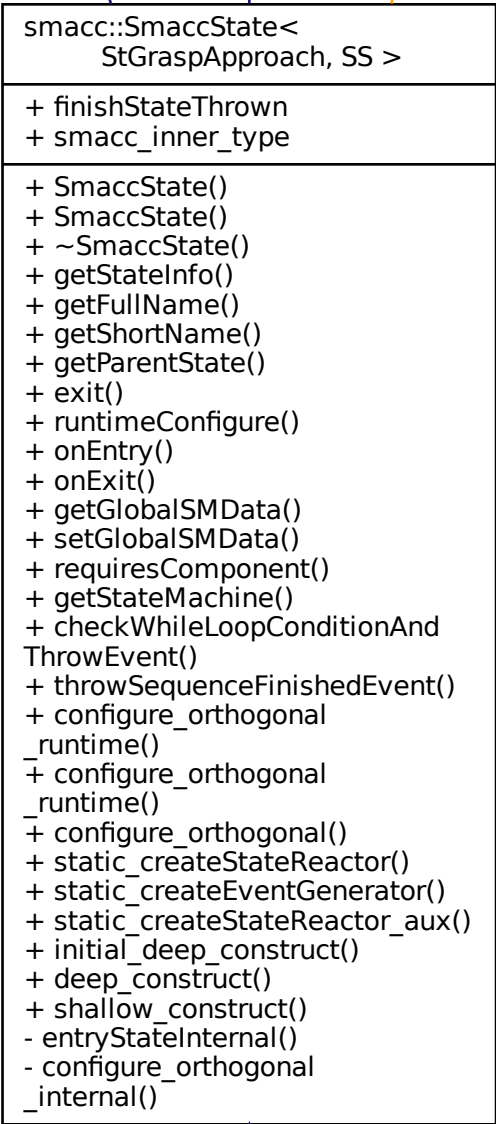 smacc::SmaccState<
StGraspApproach, SS >
+ finishStateThrown
+ smacc_inner_type
+ SmaccState()
+ SmaccState()
+ ~SmaccState()
+ getStateInfo()
+ getFullName()
+ getShortName()
+ getParentState()
+ exit()
+ runtimeConfigure()
+ onEntry()
+ onExit()
+ getGlobalSMData()
+ setGlobalSMData()
+ requiresComponent()
+ getStateMachine()
+ checkWhileLoopConditionAnd
ThrowEvent()
+ throwSequenceFinishedEvent()
+ configure_orthogonal
_runtime()
+ configure_orthogonal
_runtime()
+ configure_orthogonal()
+ static_createStateReactor()
+ static_createEventGenerator()
+ static_createStateReactor_aux()
+ initial_deep_construct()
+ deep_construct()
+ shallow_construct()
- entryStateInternal()
- configure_orthogonal
_internal()